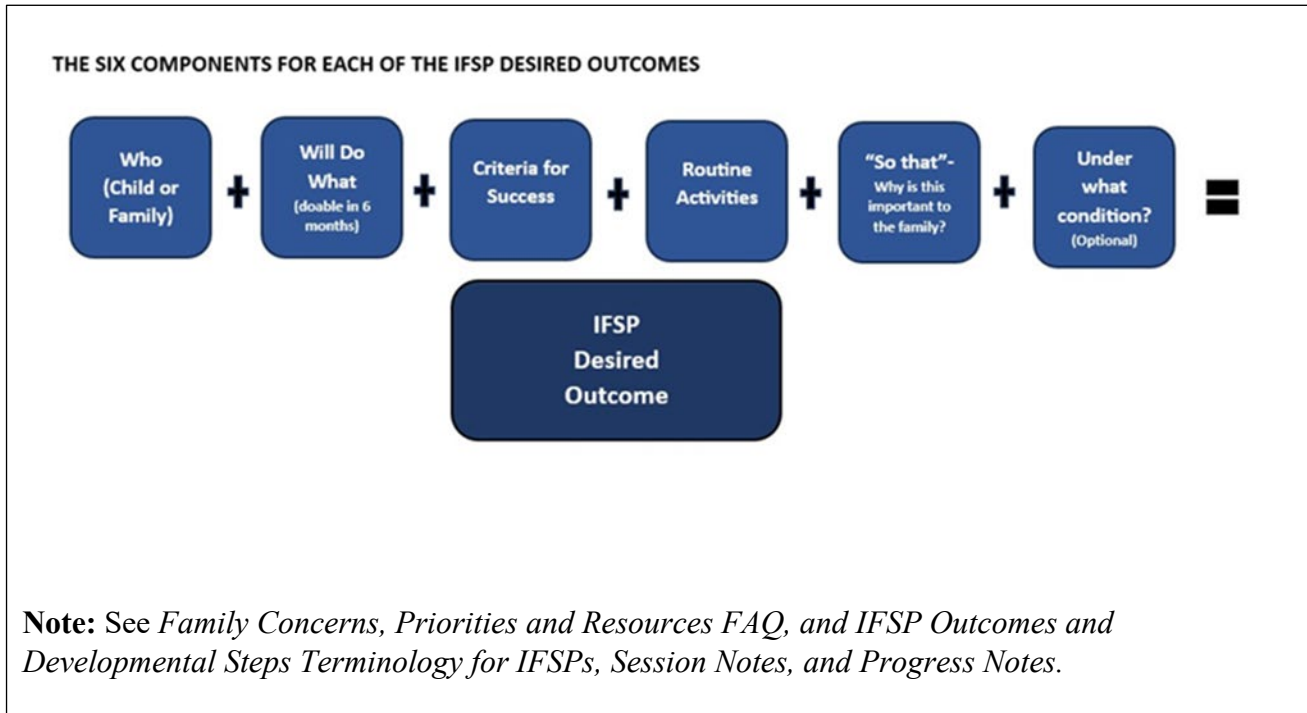 THE SIX COMPONENTS FOR EACH OF THE IFSP DESIRED OUTCOMES
Who
(Child or
Family)
+
Will Do
What
(doable in 6
months)
+
Criteria for
Success
+
Routine
Activities
+
“So that”-
Why is this
important to
the family?
+
Under
what
condition?
(Optional)
=
IFSP
Desired
Outcome
Note: See Family Concerns, Priorities and Resources FAQ, and IFSP Outcomes and
Developmental Steps Terminology for IFSPs, Session Notes, and Progress Notes.